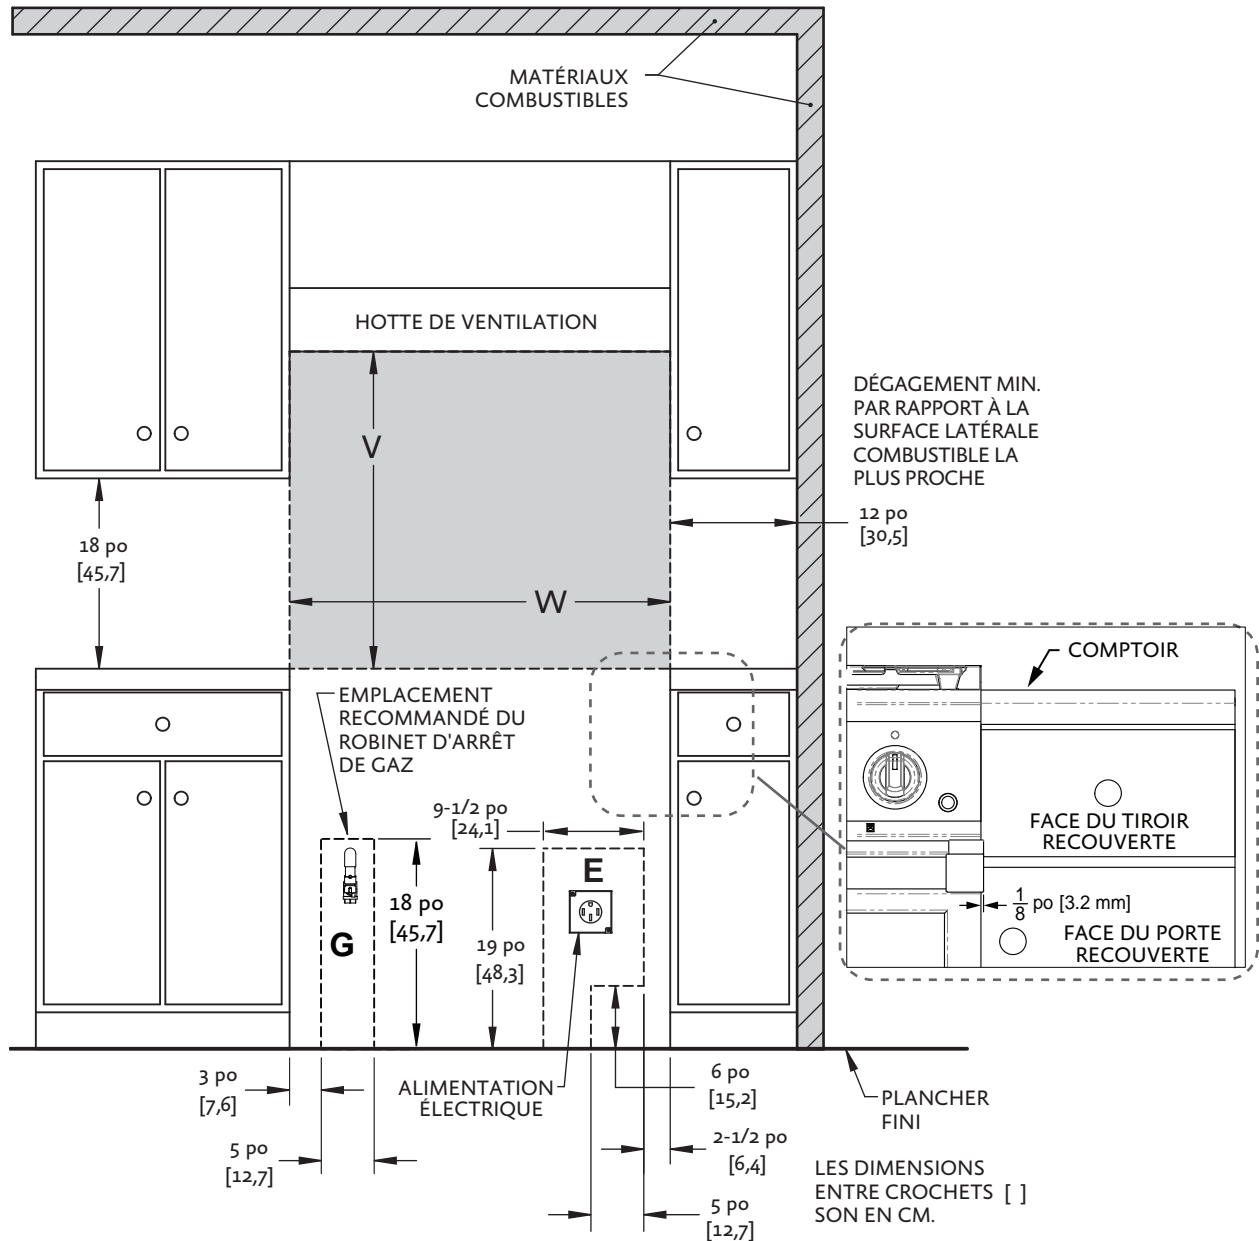 MATÉRIAUX
COMBUSTIBLES
HOTTE DE VENTILATION
V
W
DÉGAGEMENT MIN.
PAR RAPPORT À LA
SURFACE LATÉRALE
COMBUSTIBLE LA
PLUS PROCHE
12 po
[30,5]
18 po
[45,7]
EMPLACEMENT
RECOMMANDÉ DU
ROBINET D'ARRÊT
DE GAZ
COMPTOIR
FACE DU TIROIR
RECOUVERTE
1/8 po [3.2 mm]
FACE DU PORTE
RECOUVERTE
9-1/2 po
[24,1]
E
G
18 po
[45,7]
19 po
[48,3]
3 po
[7,6]
5 po
[12,7]
ALIMENTATION
ÉLECTRIQUE
6 po
[15,2]
2-1/2 po
[6,4]
5 po
[12,7]
PLANCHER
FINI
LES DIMENSIONS
ENTRE CROCHETS [ ]
SON EN CM.